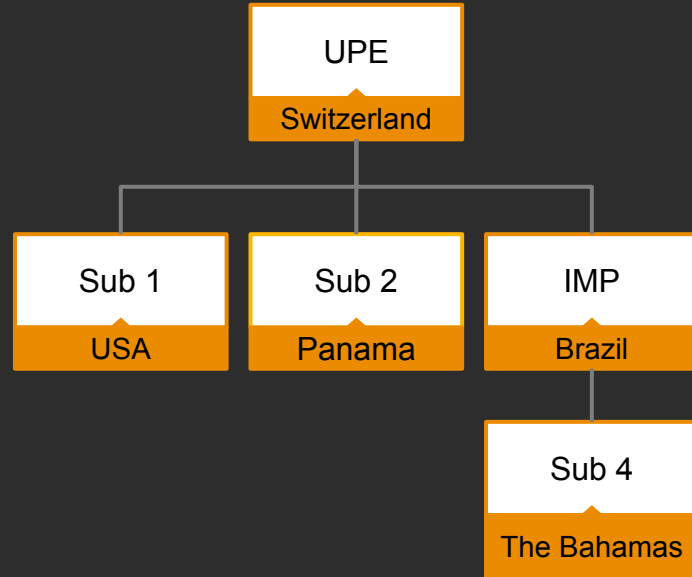 UPE
Switzerland
Sub 1
USA
Sub 2
Panama
IMP
Brazil
Sub 4
The Bahamas